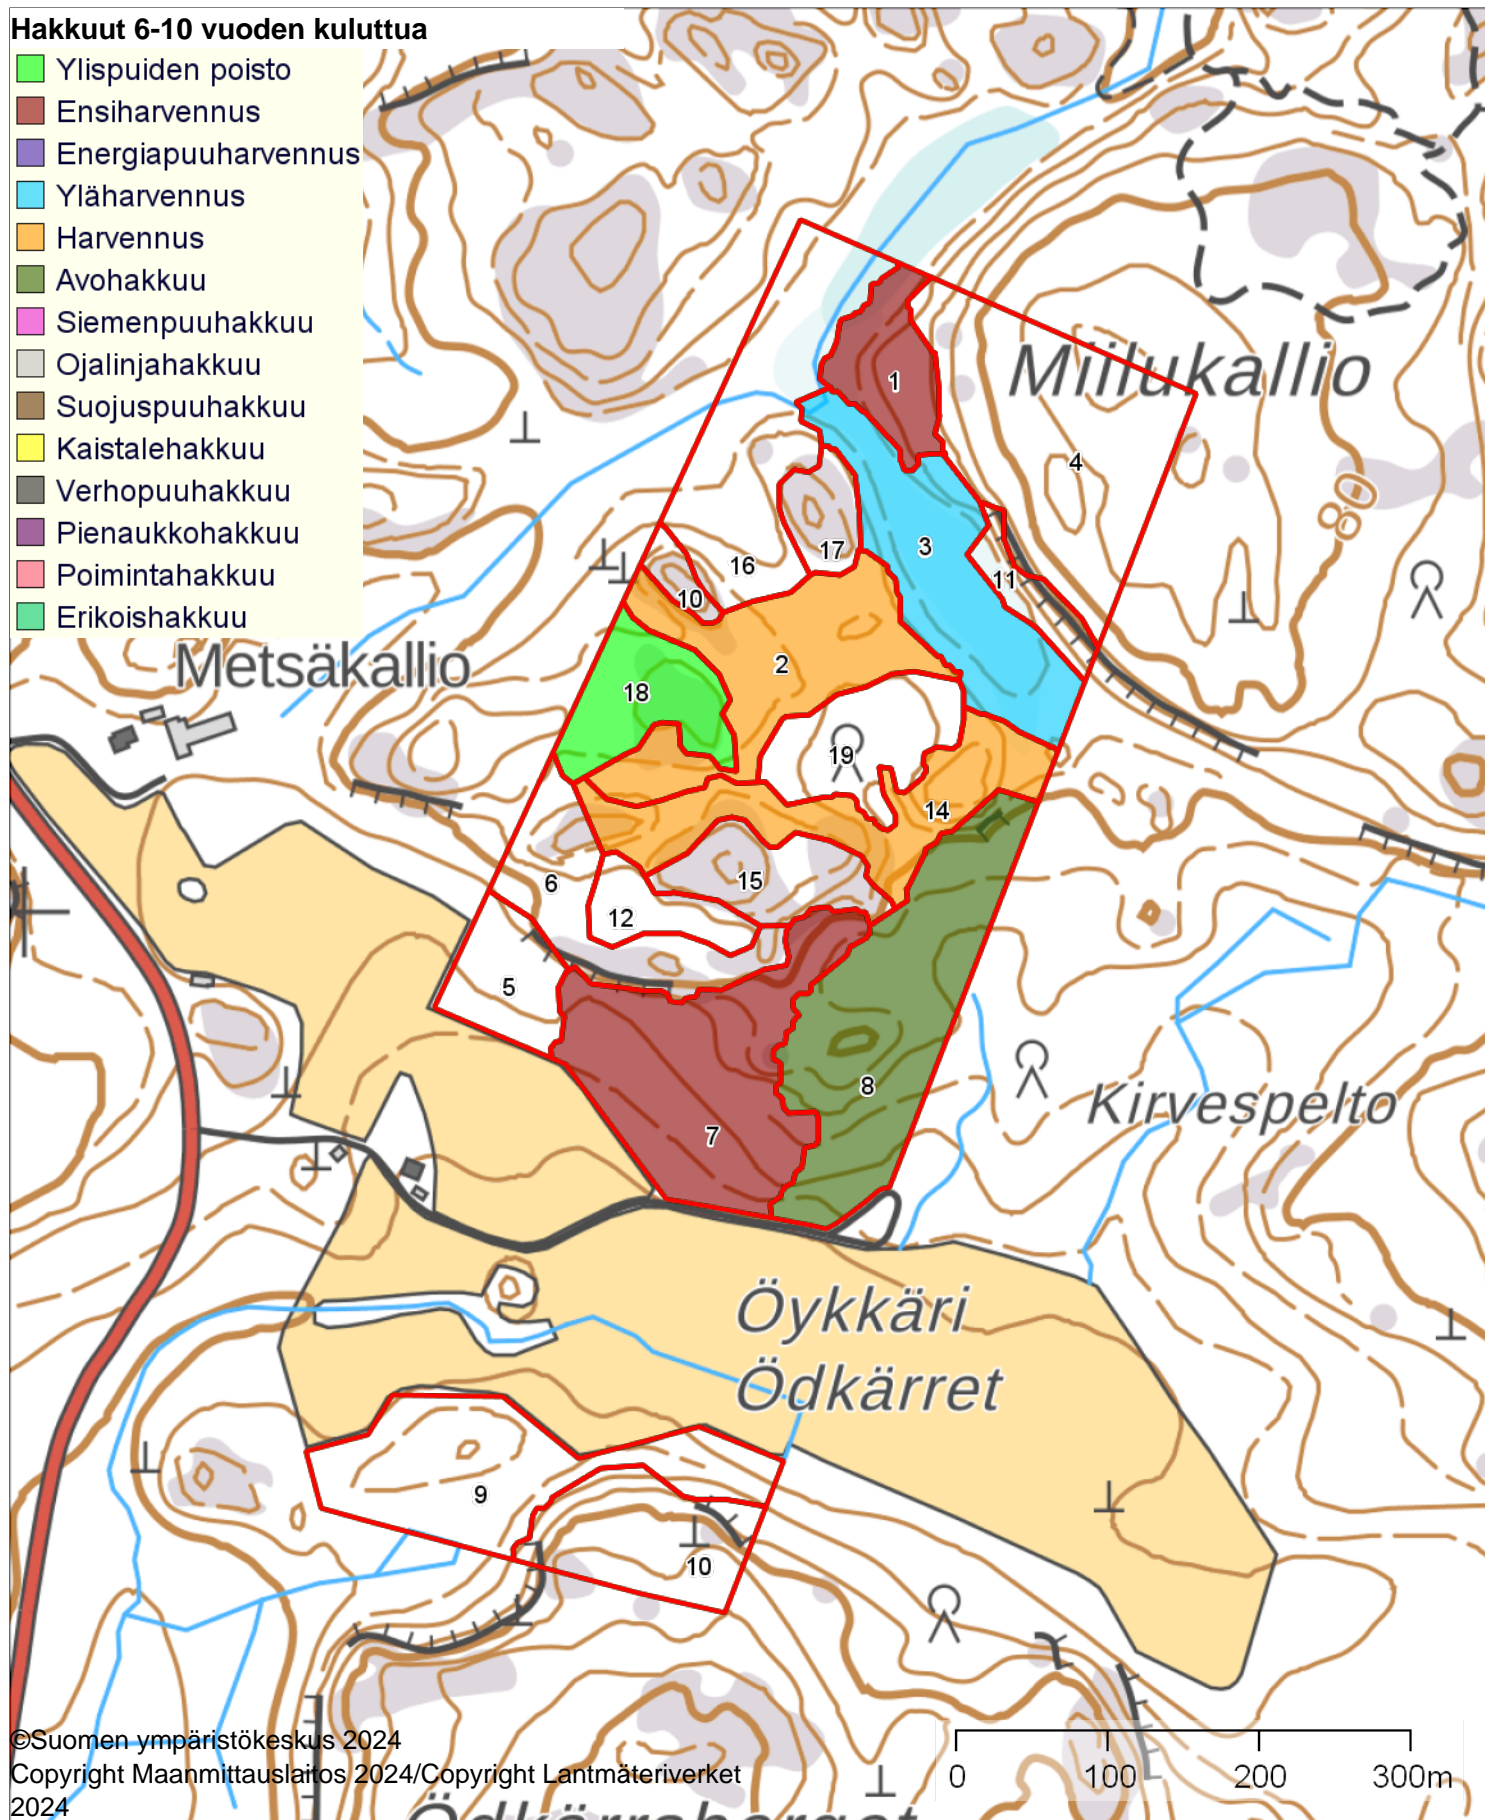 Hakkuut 6-10 vuoden kuluttua
Ylispuiden poisto
Ensiharvennus
Energiapuuharvennus
Yläharvennus
Harvennus
Avohakkuu
Siemenpuuhakkuu
Ojalinjahakkuu
Suojuspuuhakkuu
Kaistalehakkuu
Verhopuuhakkuu
Pienaukkohakkuu
Poimintahakkuu
Erikoishakkuu
Miilukallio
1
4
80
3
17
16
11
10
2
Metsäkallio
18
19
14
6
15
12
5
8
Kirvespelto
7
Öykkäri
Ödkärret
9
10
©Suomen ympäristökeskus 2024
Copyright Maanmittauslaitos 2024/Copyright Lantmäteriverket
2024
0 100 200 300m
Ödkärrsberget